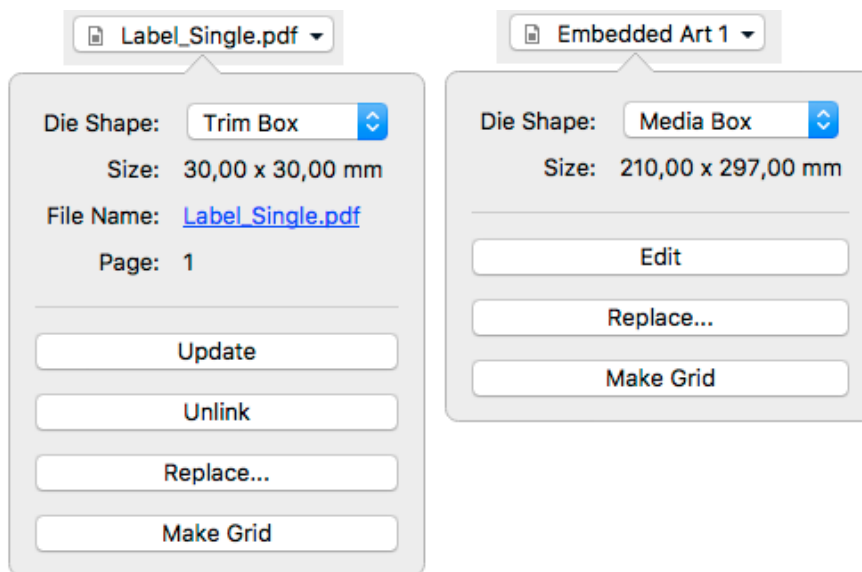 Label_Single.pdf
Die Shape: Trim Box
Size: 30,00 x 30,00 mm
File Name: Label_Single.pdf
Page: 1
Update
Unlink
Replace...
Make Grid
Embedded Art 1
Die Shape: Media Box
Size: 210,00 x 297,00 mm
Edit
Replace...
Make Grid